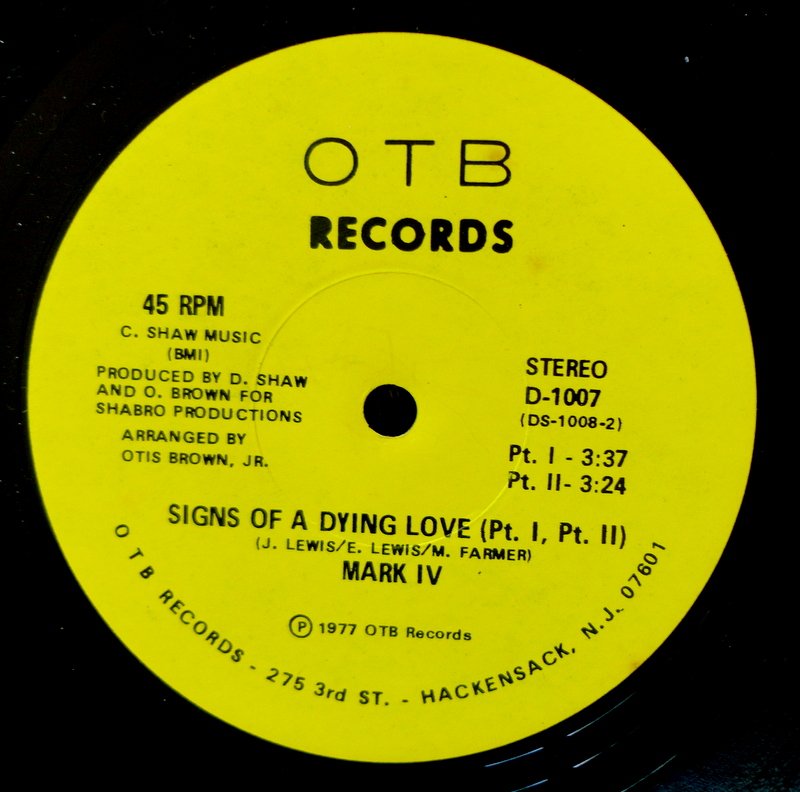 OTB
RECORDS
45 RPM
C. SHAW MUSIC
(BMI)
PRODUCED BY D. SHAW
AND O. BROWN FOR
SHABRO PRODUCTIONS
ARRANGED BY
OTIS BROWN, JR.
STEREO
D-1007
(DS-1008-2)
Pt. I - 3:37
Pt. II- 3:24
SIGNS OF A DYING LOVE (Pt. I, Pt. II)
(J. LEWIS/E. LEWIS/M. FARMER)
MARK IV
Ⓟ 1977 OTB Records
OTB RECORDS - 275 3rd ST. - HACKENSACK, N.J. 07601